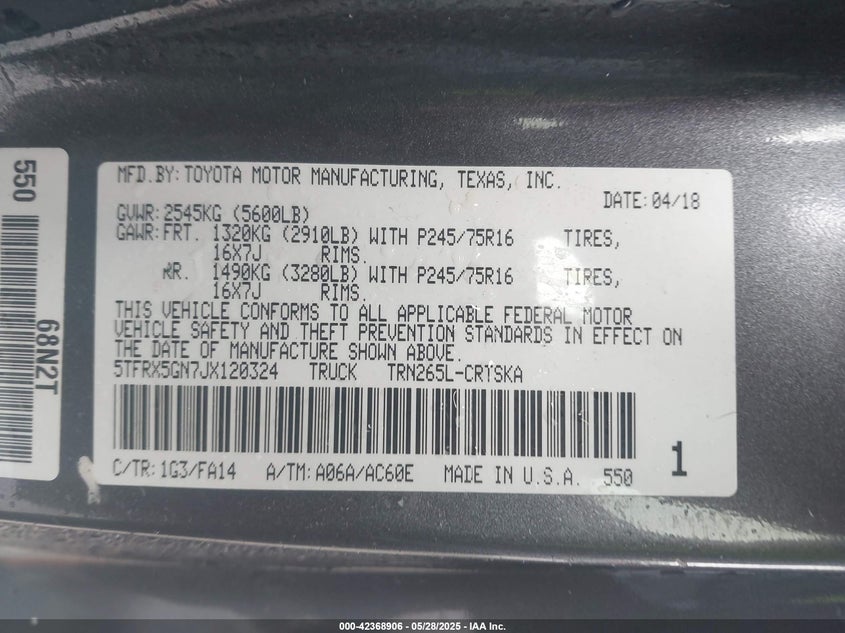 550
68N2T
MFD.BY:TOYOTA MOTOR MANUFACTURING, TEXAS, INC.
DATE:04/18
GVWR:2545KG (5600LB)
GAWR:FRT. 1320KG (2910LB) WITH P245/75R16 TIRES,
16X7J RIMS.
RR. 1490KG (3280LB) WITH P245/75R16 TIRES,
16X7J RIMS.
THIS VEHICLE CONFORMS TO ALL APPLICABLE FEDERAL MOTOR
VEHICLE SAFETY AND THEFT PREVENTION STANDARDS IN EFFECT ON
THE DATE OF MANUFACTURE SHOWN ABOVE.
5TFRX5GN7JX120324 TRUCK TRN265L-CRTSKA
C/TR:1G3/FA14 A/TM:A06A/AC60E MADE IN U.S.A. 550
1
000-42368906 - 05/28/2025 - IAA Inc.